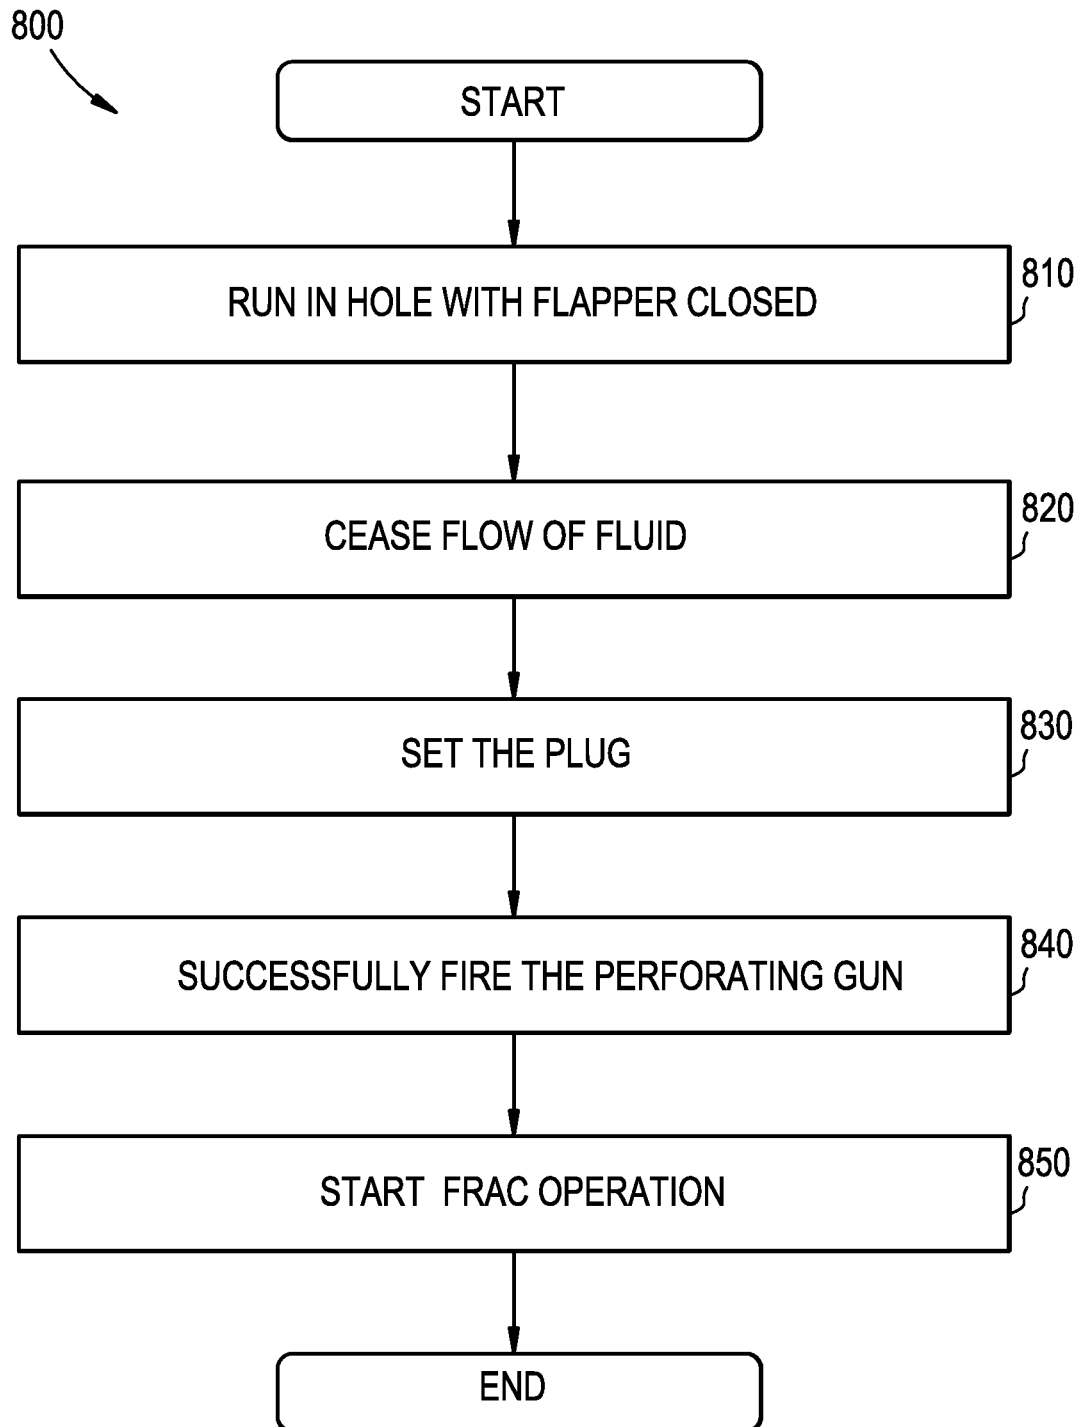 800
START
RUN IN HOLE WITH FLAPPER CLOSED
810
CEASE FLOW OF FLUID
820
SET THE PLUG
830
SUCCESSFULLY FIRE THE PERFORATING GUN
840
START FRAC OPERATION
850
END